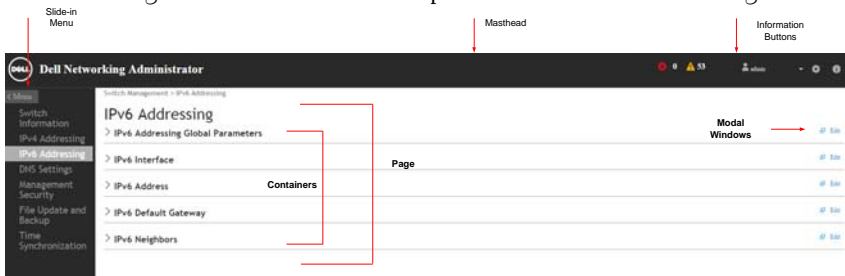 Slide-in
Menu
Masthead
Information
Buttons
DELL
Dell Networking Administrator
0
53
admin
< Menu
Switch Management > IPv6 Addressing
Switch
Information
IPv4 Addressing
IPv6 Addressing
DNS Settings
Management
Security
File Update and
Backup
Time
Synchronization
IPv6 Addressing
> IPv6 Addressing Global Parameters
Edit
> IPv6 Interface
Edit
> IPv6 Address
Edit
> IPv6 Default Gateway
Edit
> IPv6 Neighbors
Edit
Containers
Page
Modal
Windows